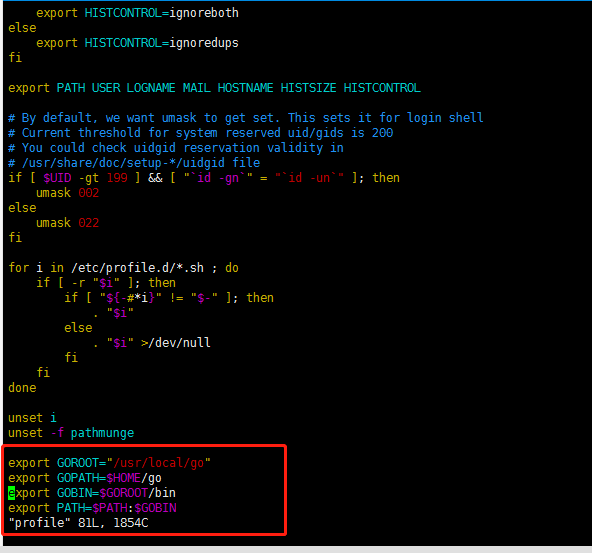 export HISTCONTROL=ignoreboth
else
    export HISTCONTROL=ignoredups
fi

export PATH USER LOGNAME MAIL HOSTNAME HISTSIZE HISTCONTROL

# By default, we want umask to get set. This sets it for login shell
# Current threshold for system reserved uid/gids is 200
# You could check uidgid reservation validity in
# /usr/share/doc/setup-*/uidgid file
if [ $UID -gt 199 ] && [ "`id -gn`" = "`id -un`" ]; then
    umask 002
else
    umask 022
fi

for i in /etc/profile.d/*.sh ; do
    if [ -r "$i" ]; then
        if [ "${-#*i}" != "$-" ]; then
            . "$i"
        else
            . "$i" >/dev/null
        fi
    fi
done

unset i
unset -f pathmunge

export GOROOT="/usr/local/go"
export GOPATH=$HOME/go
export GOBIN=$GOROOT/bin
export PATH=$PATH:$GOBIN
"profile" 81L, 1854C